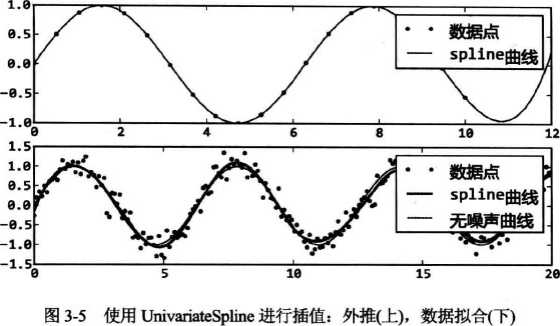 1.0
0.5
0.0
−0.5
−1.0
数据点
spline曲线
0 2 4 6 8 10 12
1.5
1.0
0.5
0.0
−0.5
−1.0
−1.5
数据点
spline曲线
无噪声曲线
0 5 10 15 20
图 3-5 使用 UnivariateSpline 进行插值：外推(上)，数据拟合(下)